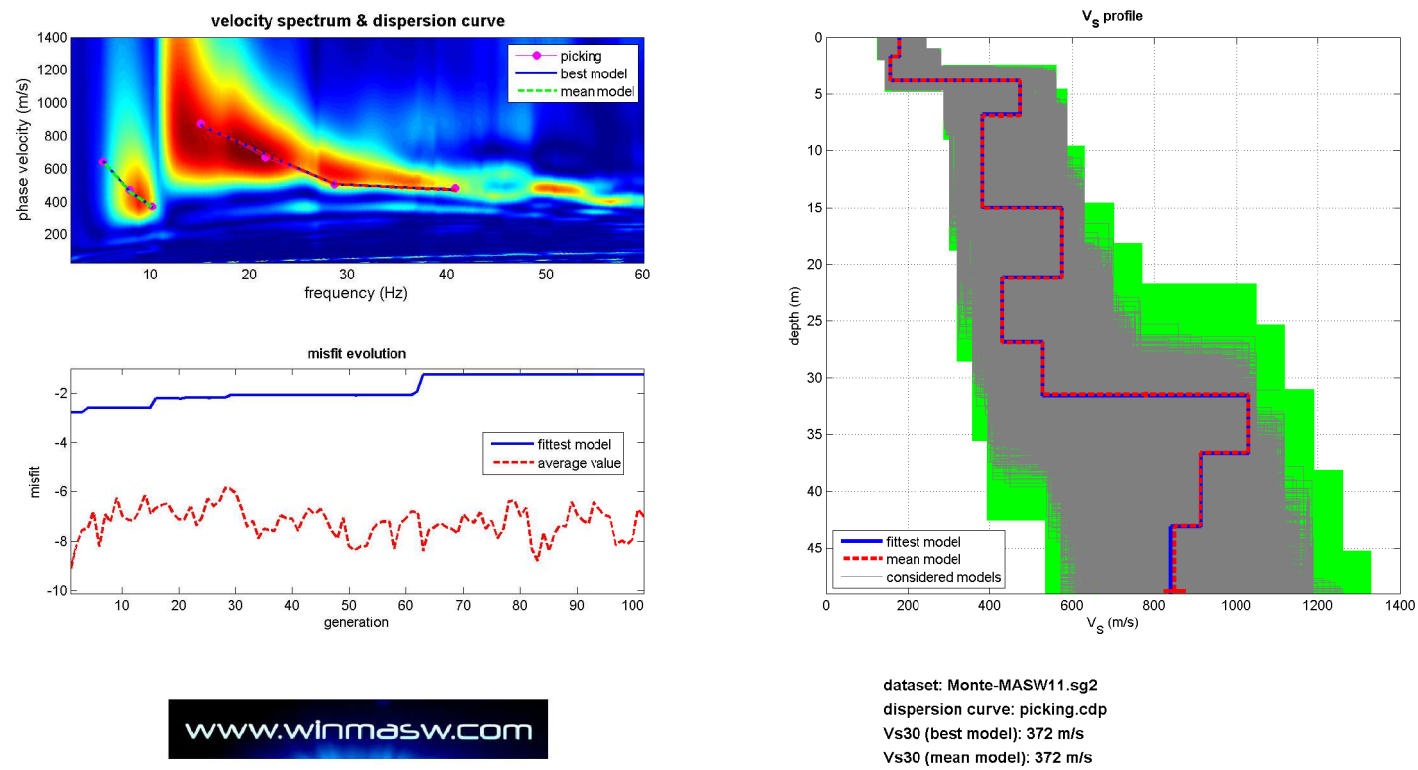 velocity spectrum & dispersion curve
1400
1200
1000
800
600
400
200
phase velocity (m/s)
picking
best model
mean model
10
20
30
40
50
60
frequency (Hz)
misfit evolution
-2
-4
-6
-8
-10
misfit
fittest model
average value
10
20
30
40
50
60
70
80
90
100
generation
www.winmasw.com
VS profile
0
5
10
15
20
25
30
35
40
45
depth (m)
fittest model
mean model
considered models
0
200
400
600
800
1000
1200
1400
VS (m/s)
dataset: Monte-MASW11.sg2
dispersion curve: picking.cdp
Vs30 (best model): 372 m/s
Vs30 (mean model): 372 m/s